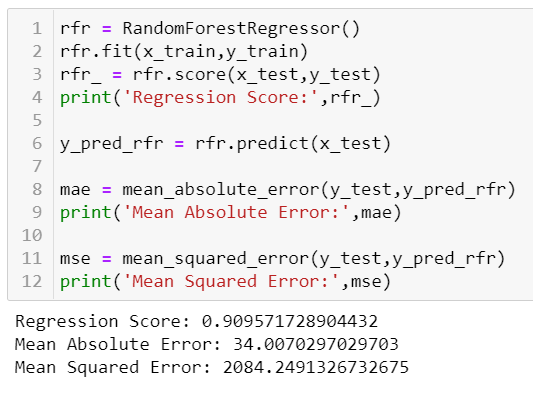 1 rfr = RandomForestRegressor()
2 rfr.fit(x_train,y_train)
3 rfr_ = rfr.score(x_test,y_test)
4 print('Regression Score:',rfr_)
5
6 y_pred_rfr = rfr.predict(x_test)
7
8 mae = mean_absolute_error(y_test,y_pred_rfr)
9 print('Mean Absolute Error:',mae)
10
11 mse = mean_squared_error(y_test,y_pred_rfr)
12 print('Mean Squared Error:',mse)
Regression Score: 0.909571728904432
Mean Absolute Error: 34.0070297029703
Mean Squared Error: 2084.2491326732675